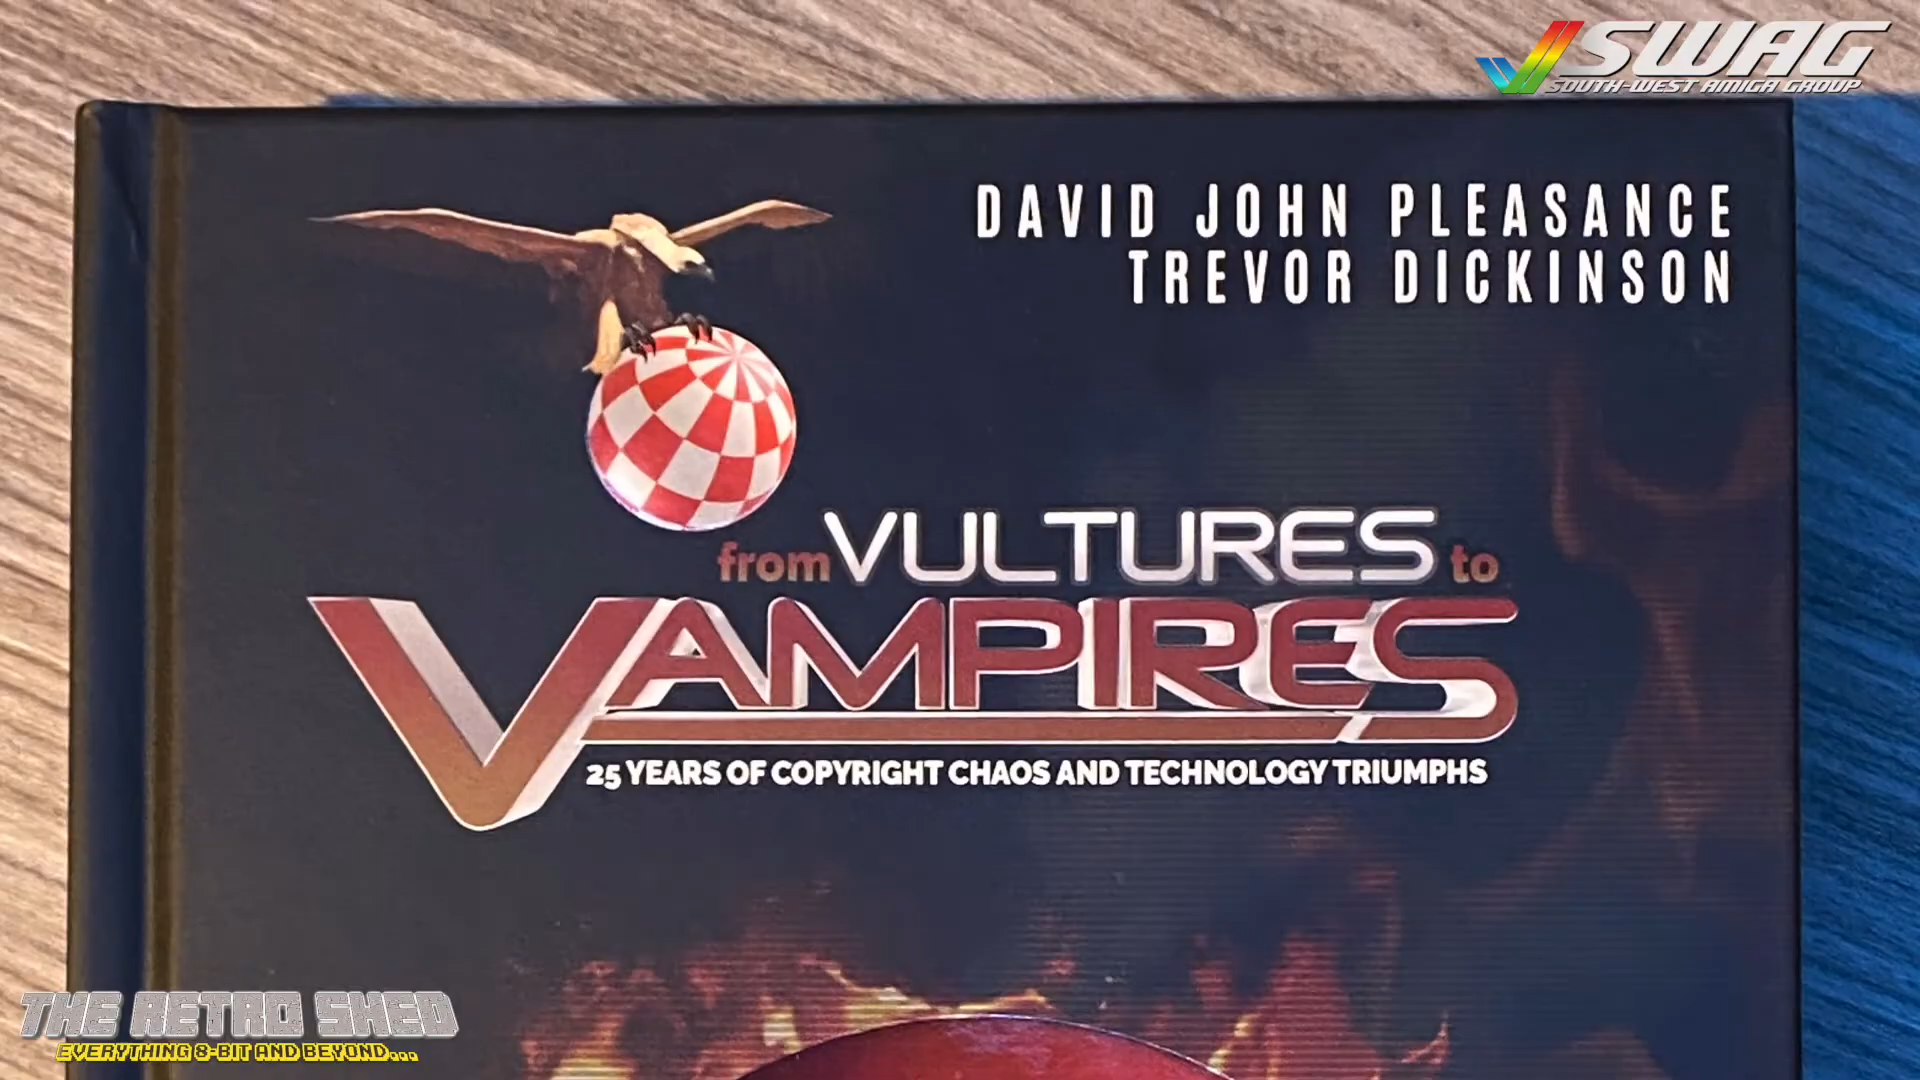 SWAG
SOUTH-WEST AMIGA GROUP
DAVID JOHN PLEASANCE
TREVOR DICKINSON
from VULTURES to
VAMPIRES
25 YEARS OF COPYRIGHT CHAOS AND TECHNOLOGY TRIUMPHS
THE RETRO SHED
EVERYTHING 8-BIT AND BEYOND...